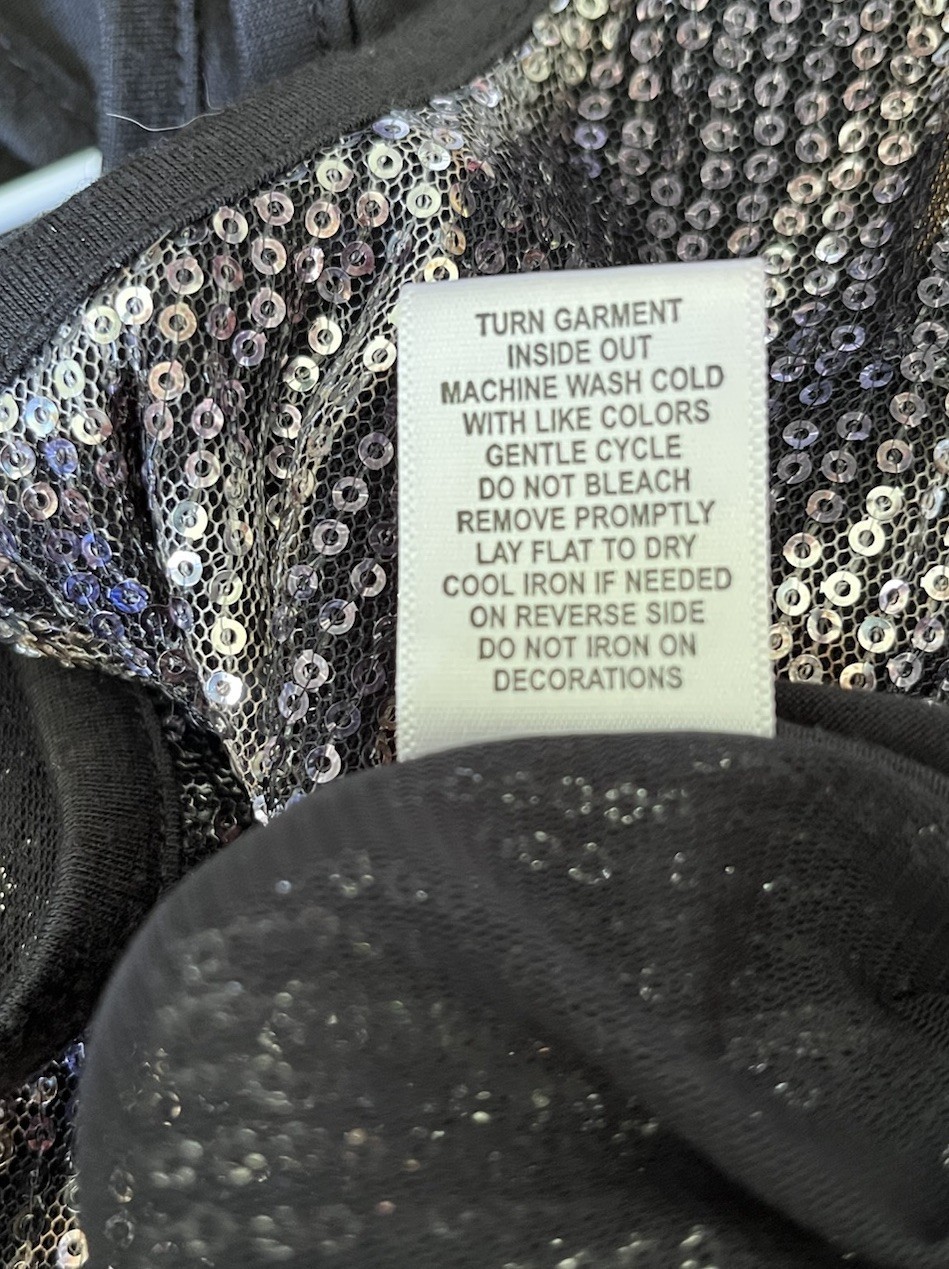 TURN GARMENT
INSIDE OUT
MACHINE WASH COLD
WITH LIKE COLORS
GENTLE CYCLE
DO NOT BLEACH
REMOVE PROMPTLY
LAY FLAT TO DRY
COOL IRON IF NEEDED
ON REVERSE SIDE
DO NOT IRON ON
DECORATIONS